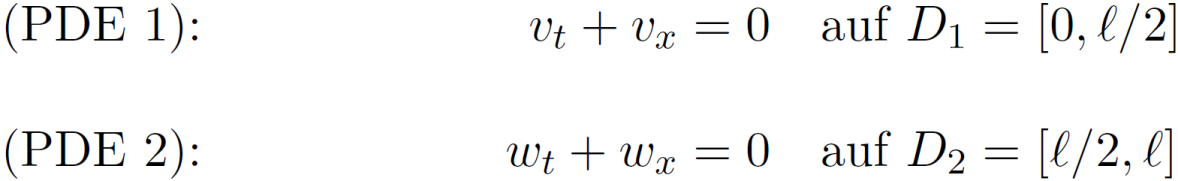 (PDE 1): v_t + v_x = 0 auf D_1 = [0, ℓ/2]
(PDE 2): w_t + w_x = 0 auf D_2 = [ℓ/2, ℓ]